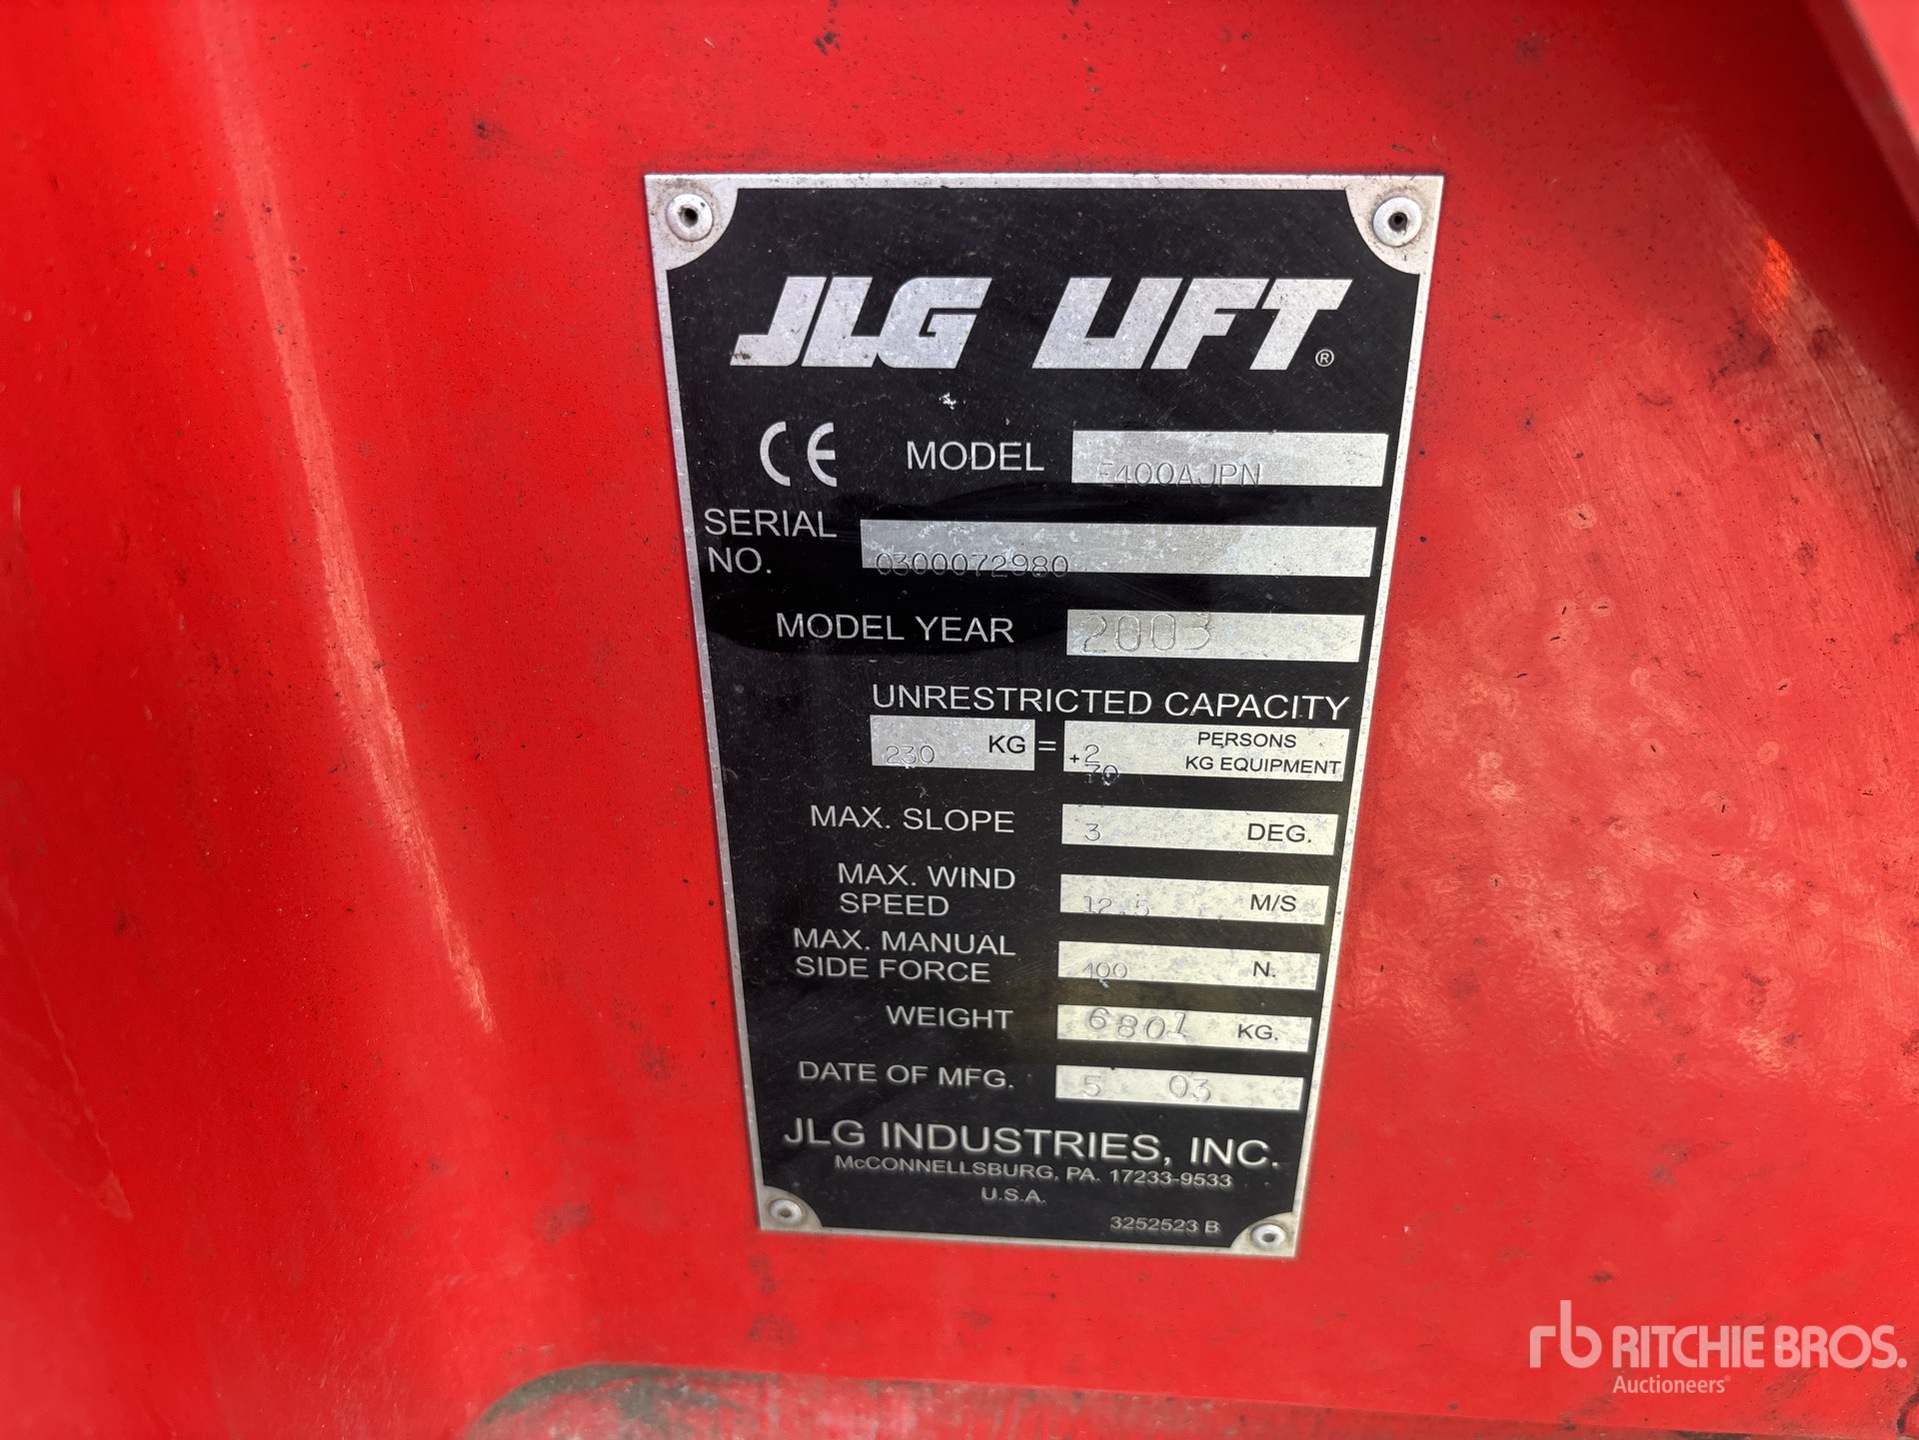 JLG LIFT®
CE MODEL E400AJPN
SERIAL NO. 0300072980
MODEL YEAR 2003
UNRESTRICTED CAPACITY
230 KG = 2 PERSONS
+ 70 KG EQUIPMENT
MAX. SLOPE 3 DEG.
MAX. WIND
SPEED 12.5 M/S
MAX. MANUAL
SIDE FORCE 400 N.
WEIGHT 6801 KG.
DATE OF MFG. 5 03
JLG INDUSTRIES, INC.
McCONNELLSBURG, PA. 17233-9533
U.S.A.
3252523 B
rb RITCHIE BROS.
Auctioneers